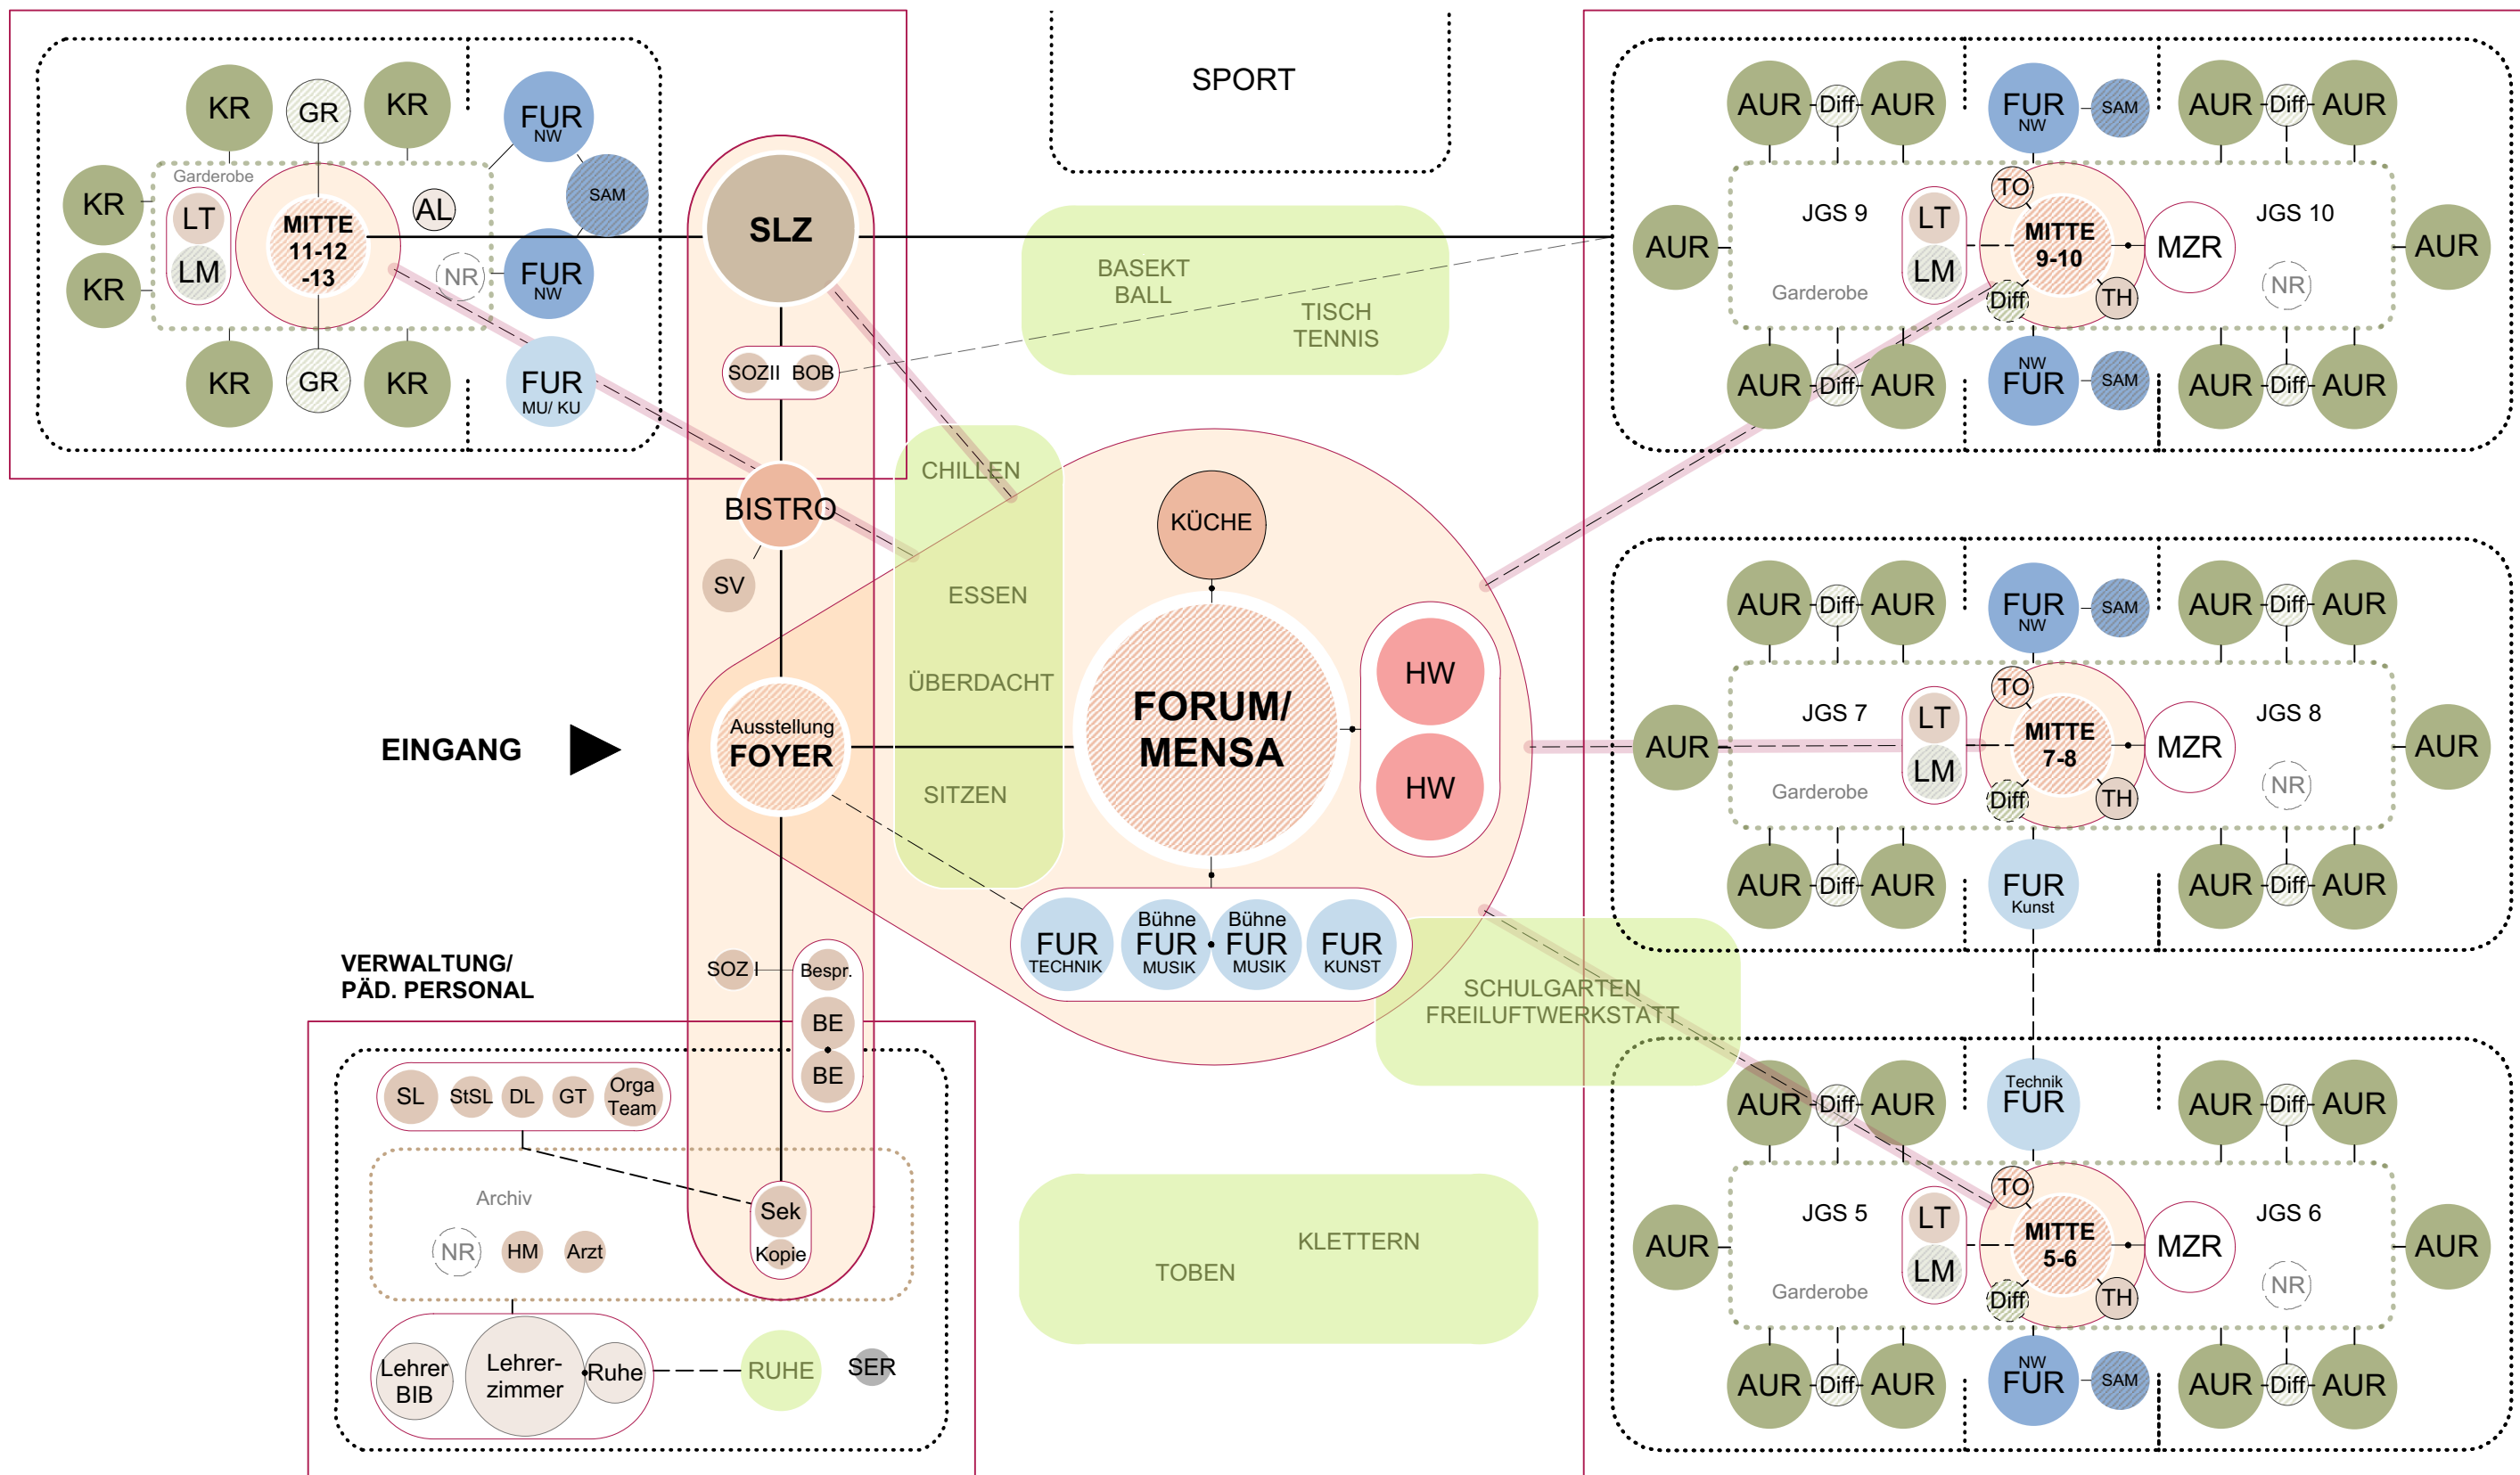 KR
GR
KR
FUR
NW
KR
Garderobe
LT
LM
MITTE
11-12
-13
AL
NR
SAM
KR
FUR
NW
KR
GR
KR
FUR
MU/ KU
SLZ
SOZII BOB
BISTRO
SV
Ausstellung
FOYER
EINGANG
SPORT
BASEKT
BALL
TISCH
TENNIS
CHILLEN
ESSEN
ÜBERDACHT
SITZEN
KÜCHE
FORUM/
MENSA
HW
HW
FUR
TECHNIK
Bühne
FUR
MUSIK
Bühne
FUR
MUSIK
FUR
KUNST
SCHULGARTEN
FREILUFTWERKSTATT
KLETTERN
TOBEN
VERWALTUNG/
PÄD. PERSONAL
SOZ I
Bespr.
BE
BE
SL
StSL
DL
GT
Orga
Team
Archiv
NR
HM
Arzt
Sek
Kopie
Lehrer
BIB
Lehrer-
zimmer
Ruhe
RUHE
SER
AUR
Diff
AUR
FUR
NW
SAM
AUR
Diff
AUR
AUR
JGS 9
Garderobe
LT
LM
TO
MITTE
9-10
Diff
TH
MZR
JGS 10
NR
AUR
AUR
Diff
AUR
NW
FUR
SAM
AUR
Diff
AUR
AUR
Diff
AUR
FUR
NW
SAM
AUR
Diff
AUR
AUR
JGS 7
Garderobe
LT
LM
TO
MITTE
7-8
Diff
TH
MZR
JGS 8
NR
AUR
AUR
Diff
AUR
FUR
Kunst
AUR
Diff
AUR
AUR
Diff
AUR
Technik
FUR
AUR
Diff
AUR
AUR
JGS 5
Garderobe
LT
LM
TO
MITTE
5-6
Diff
TH
MZR
JGS 6
NR
AUR
AUR
Diff
AUR
NW
FUR
SAM
AUR
Diff
AUR